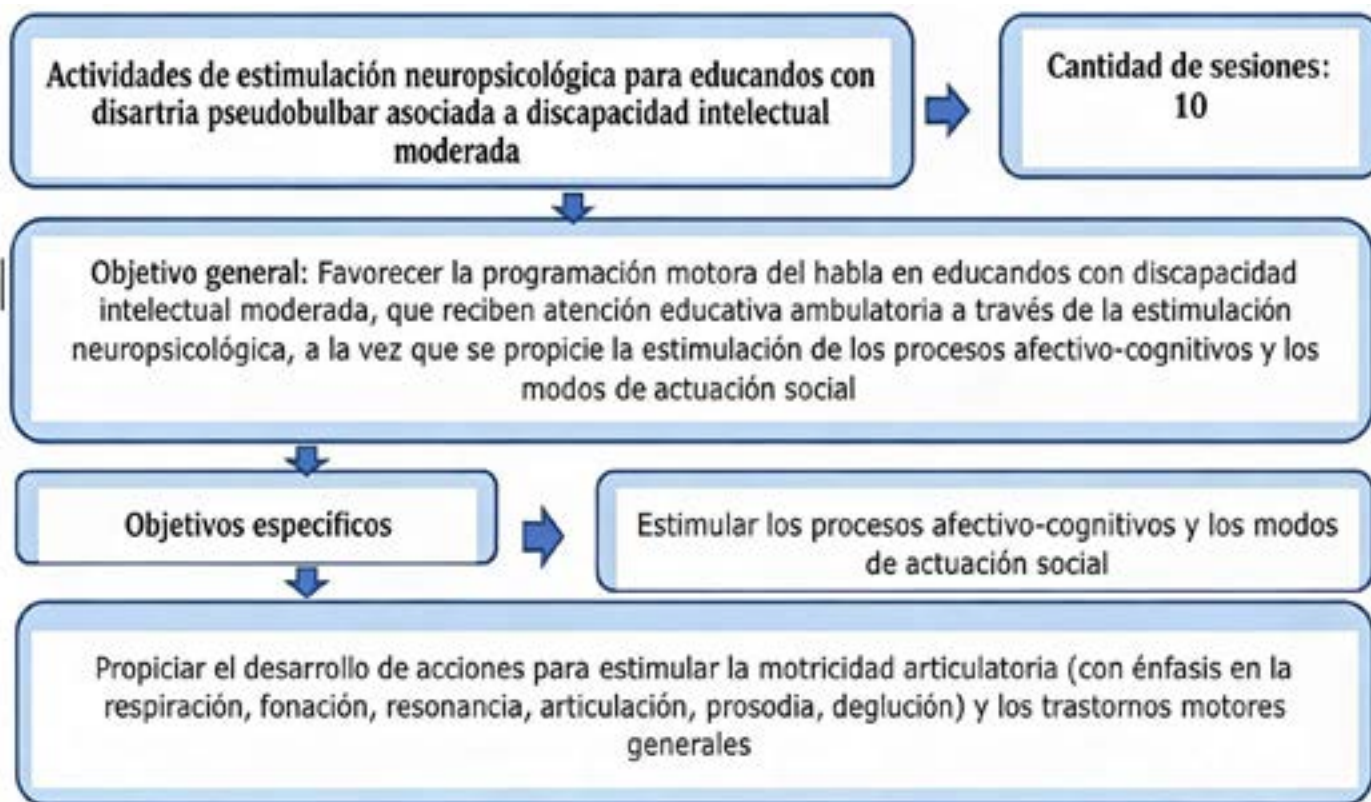 Actividades de estimulación neuropsicológica para educandos con
disartria pseudobulbar asociada a discapacidad intelectual
moderada
Cantidad de sesiones:
10
Objetivo general: Favorecer la programación motora del habla en educandos con discapacidad
intelectual moderada, que reciben atención educativa ambulatoria a través de la estimulación
neuropsicológica, a la vez que se propicie la estimulación de los procesos afectivo-cognitivos y los
modos de actuación social
Objetivos específicos
Estimular los procesos afectivo-cognitivos y los modos
de actuación social
Propiciar el desarrollo de acciones para estimular la motricidad articulatoria (con énfasis en la
respiración, fonación, resonancia, articulación, prosodia, deglución) y los trastornos motores
generales